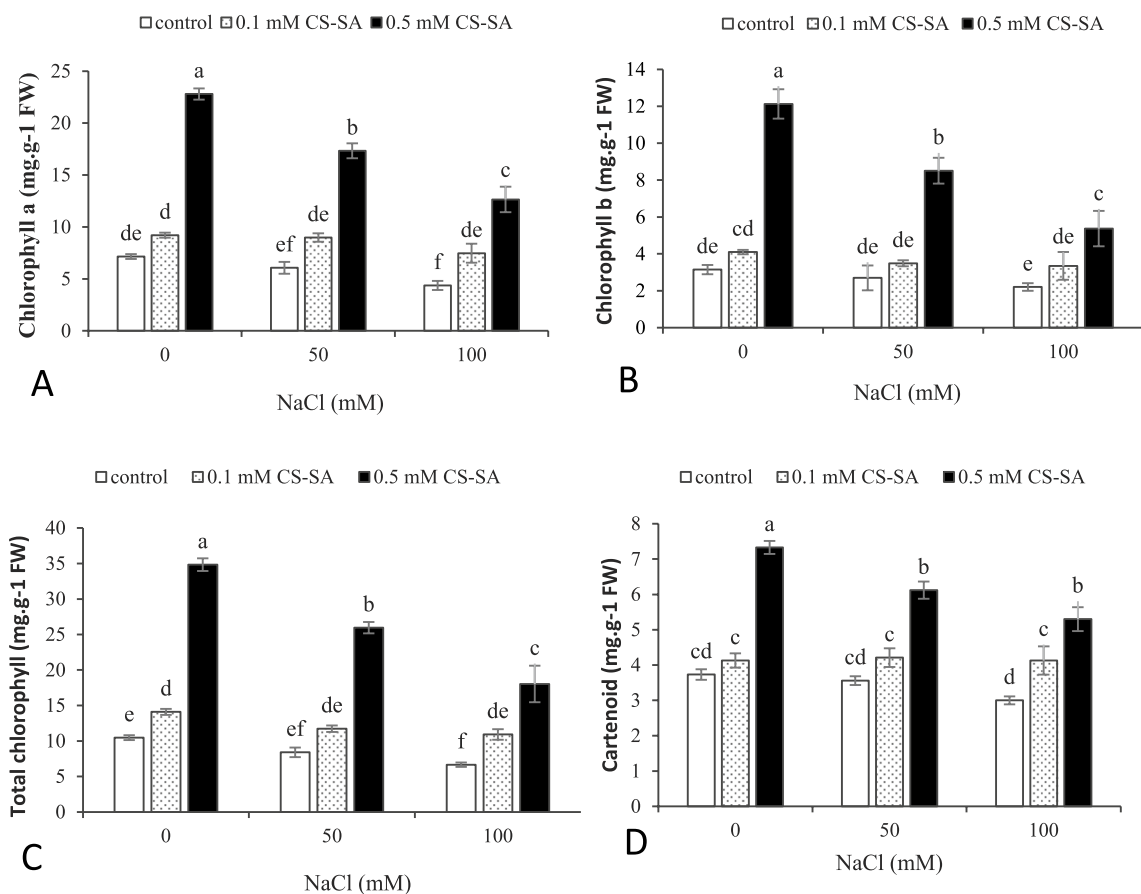 control 0.1 mM CS-SA 0.5 mM CS-SA
Chlorophyll a (mg.g-1 FW)
25
20
15
10
5
0
de d a
ef de b
f de c
0 50 100
NaCl (mM)
A
control 0.1 mM CS-SA 0.5 mM CS-SA
Chlorophyll b (mg.g-1 FW)
14
12
10
8
6
4
2
0
de cd a
de de b
e de c
0 50 100
NaCl (mM)
B
control 0.1 mM CS-SA 0.5 mM CS-SA
Total chlorophyll (mg.g-1 FW)
40
35
30
25
20
15
10
5
0
e d a
ef de b
f de c
0 50 100
NaCl (mM)
C
control 0.1 mM CS-SA 0.5 mM CS-SA
Cartenoid (mg.g-1 FW)
8
7
6
5
4
3
2
1
0
cd c a
cd c b
d c b
0 50 100
NaCl (mM)
D